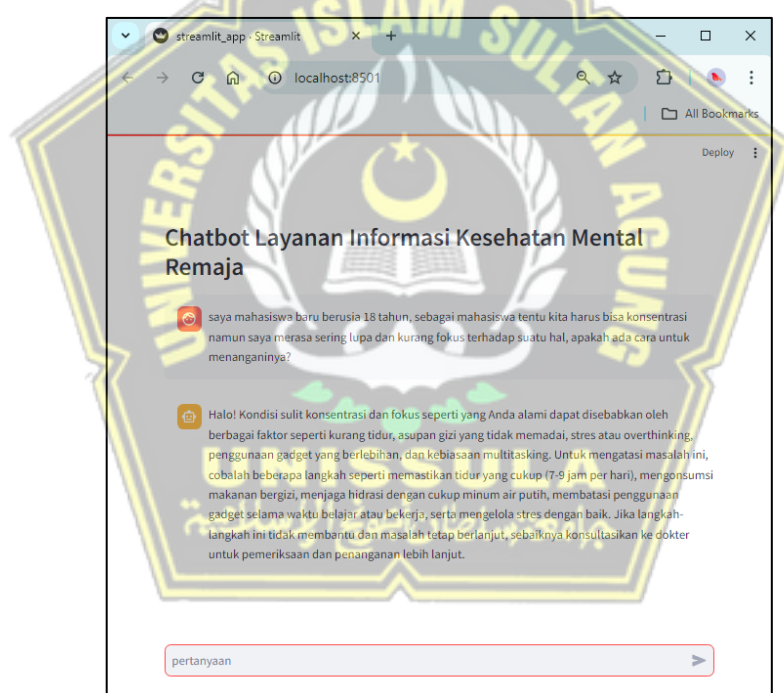 streamlit_app · Streamlit
localhost:8501
All Bookmarks
Deploy
Chatbot Layanan Informasi Kesehatan Mental
Remaja
saya mahasiswa baru berusia 18 tahun, sebagai mahasiswa tentu kita harus bisa konsentrasi
namun saya merasa sering lupa dan kurang fokus terhadap suatu hal, apakah ada cara untuk
menanganinya?
Halo! Kondisi sulit konsentrasi dan fokus seperti yang Anda alami dapat disebabkan oleh
berbagai faktor seperti kurang tidur, asupan gizi yang tidak memadai, stres atau overthinking,
penggunaan gadget yang berlebihan, dan kebiasaan multitasking. Untuk mengatasi masalah ini,
cobalah beberapa langkah seperti memastikan tidur yang cukup (7-9 jam per hari), mengonsumsi
makanan bergizi, menjaga hidrasi dengan cukup minum air putih, membatasi penggunaan
gadget selama waktu belajar atau bekerja, serta mengelola stres dengan baik. Jika langkah-
langkah ini tidak membantu dan masalah tetap berlanjut, sebaiknya konsultasikan ke dokter
untuk pemeriksaan dan penanganan lebih lanjut.
pertanyaan
UNIVERSITAS ISLAM SULTAN AGUNG
UNISSULA